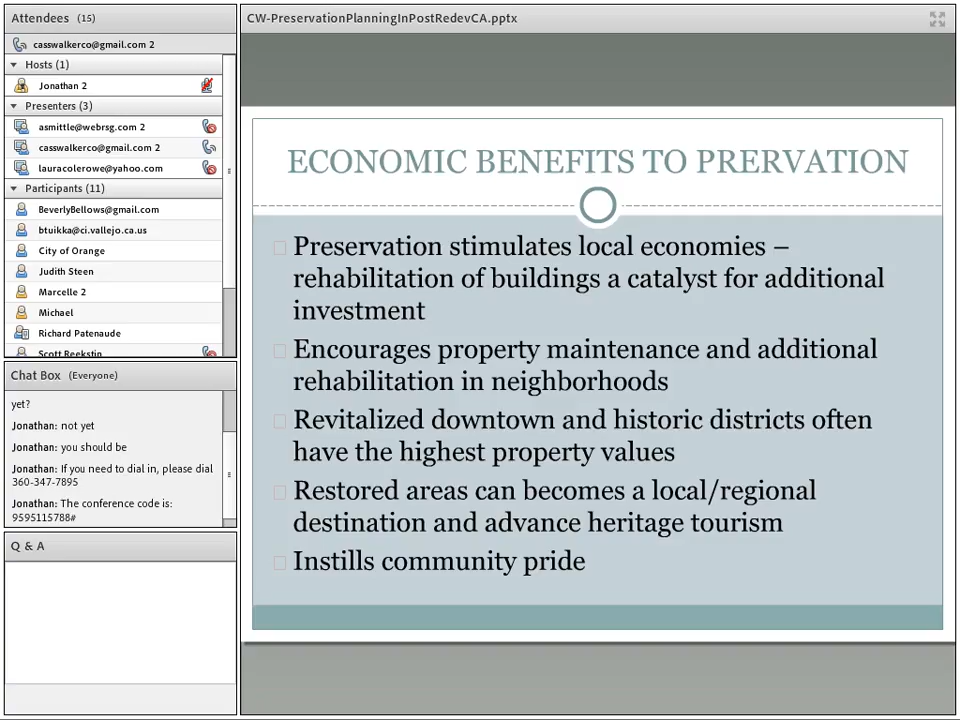 Attendees (15)
casswalkerco@gmail.com 2
Hosts (1)
Jonathan 2
Presenters (3)
asmittle@webrsg.com 2
casswalkerco@gmail.com 2
lauracolerowe@yahoo.com
Participants (11)
BeverlyBellows@gmail.com
btuikka@ci.vallejo.ca.us
City of Orange
Judith Steen
Marcelle 2
Michael
Richard Patenaude
Scott Reekstin
Chat Box (Everyone)
yet?
Jonathan: not yet
Jonathan: you should be
Jonathan: If you need to dial in, please dial
360-347-7895
Jonathan: The conference code is:
9595115788#
Q & A
CW-PreservationPlanningInPostRedevCA.pptx
ECONOMIC BENEFITS TO PRERVATION
Preservation stimulates local economies –
rehabilitation of buildings a catalyst for additional
investment
Encourages property maintenance and additional
rehabilitation in neighborhoods
Revitalized downtown and historic districts often
have the highest property values
Restored areas can becomes a local/regional
destination and advance heritage tourism
Instills community pride